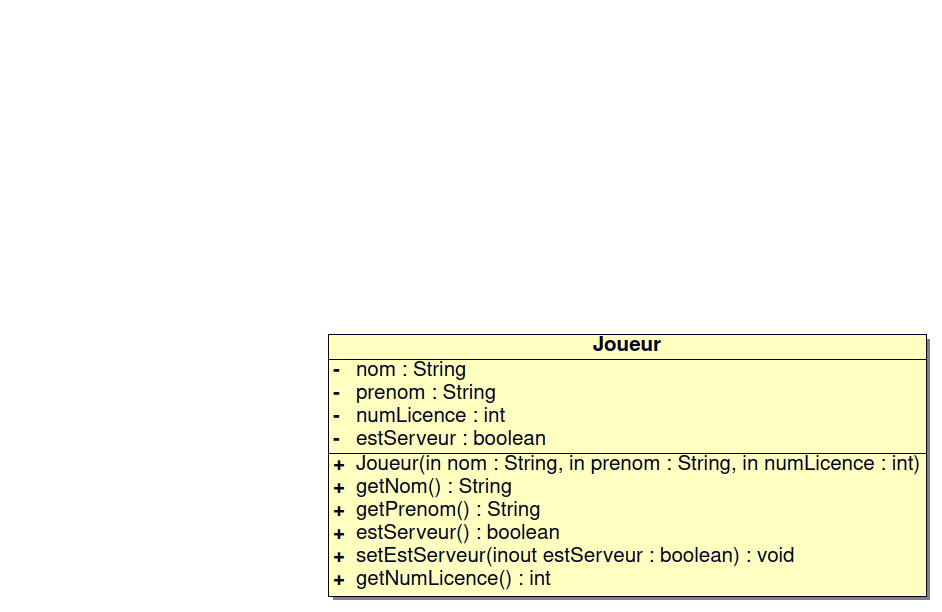 Joueur
- nom : String
- prenom : String
- numLicence : int
- estServeur : boolean
+ Joueur(in nom : String, in prenom : String, in numLicence : int)
+ getNom() : String
+ getPrenom() : String
+ estServeur() : boolean
+ setEstServeur(inout estServeur : boolean) : void
+ getNumLicence() : int